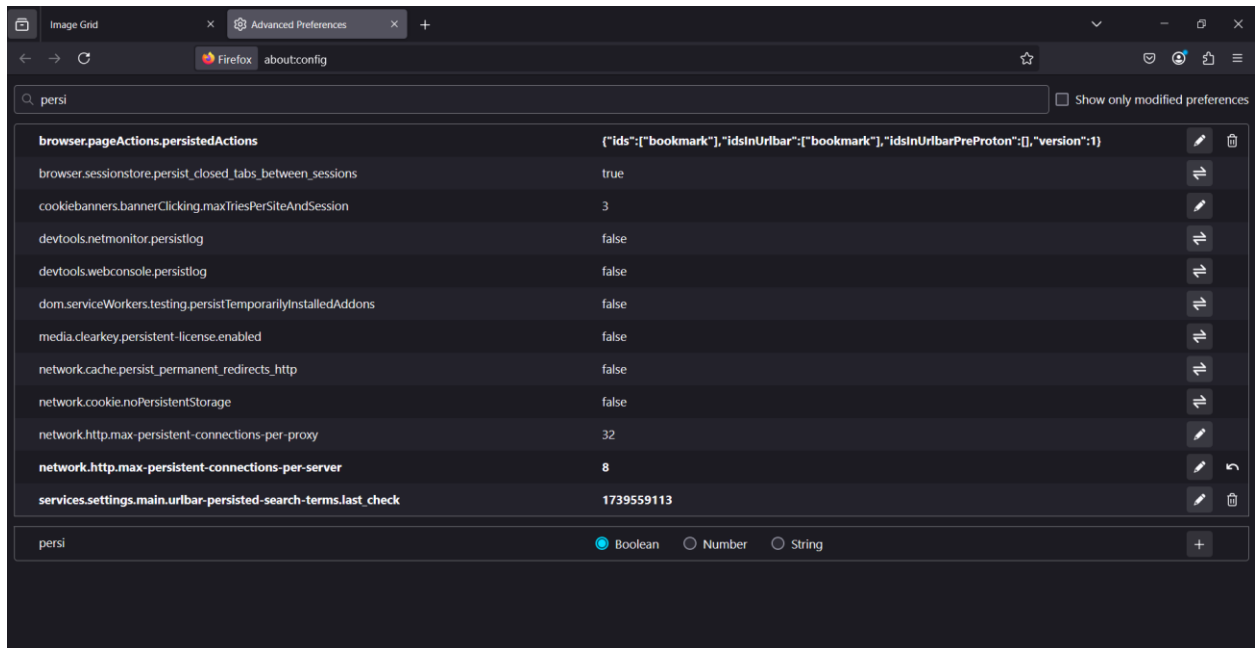 Image Grid
Advanced Preferences
Firefox about:config
persi
Show only modified preferences
browser.pageActions.persistedActions {"ids":["bookmark"],"idsInUrlbar":["bookmark"],"idsInUrlbarPreProton":[],"version":1}
browser.sessionstore.persist_closed_tabs_between_sessions true
cookiebanners.bannerClicking.maxTriesPerSiteAndSession 3
devtools.netmonitor.persistlog false
devtools.webconsole.persistlog false
dom.serviceWorkers.testing.persistTemporarilyInstalledAddons false
media.clearkey.persistent-license.enabled false
network.cache.persist_permanent_redirects_http false
network.cookie.noPersistentStorage false
network.http.max-persistent-connections-per-proxy 32
network.http.max-persistent-connections-per-server 8
services.settings.main.urlbar-persisted-search-terms.last_check 1739559113
persi Boolean Number String